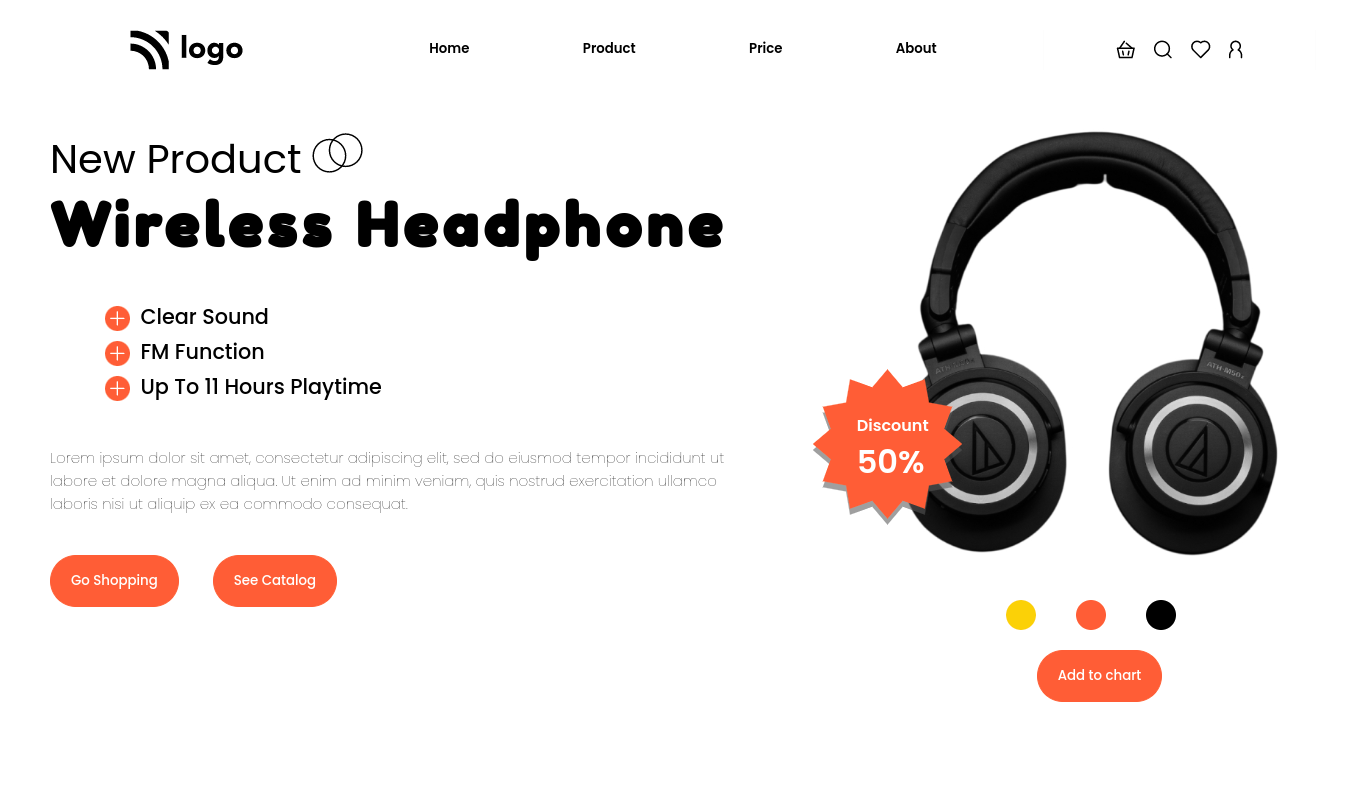 logo
Home
Product
Price
About
New Product
Wireless Headphone
Clear Sound
FM Function
Up To 11 Hours Playtime
Lorem ipsum dolor sit amet, consectetur adipiscing elit, sed do eiusmod tempor incididunt ut
labore et dolore magna aliqua. Ut enim ad minim veniam, quis nostrud exercitation ullamco
laboris nisi ut aliquip ex ea commodo consequat.
Go Shopping
See Catalog
Discount
50%
ATH-M50x
Add to chart